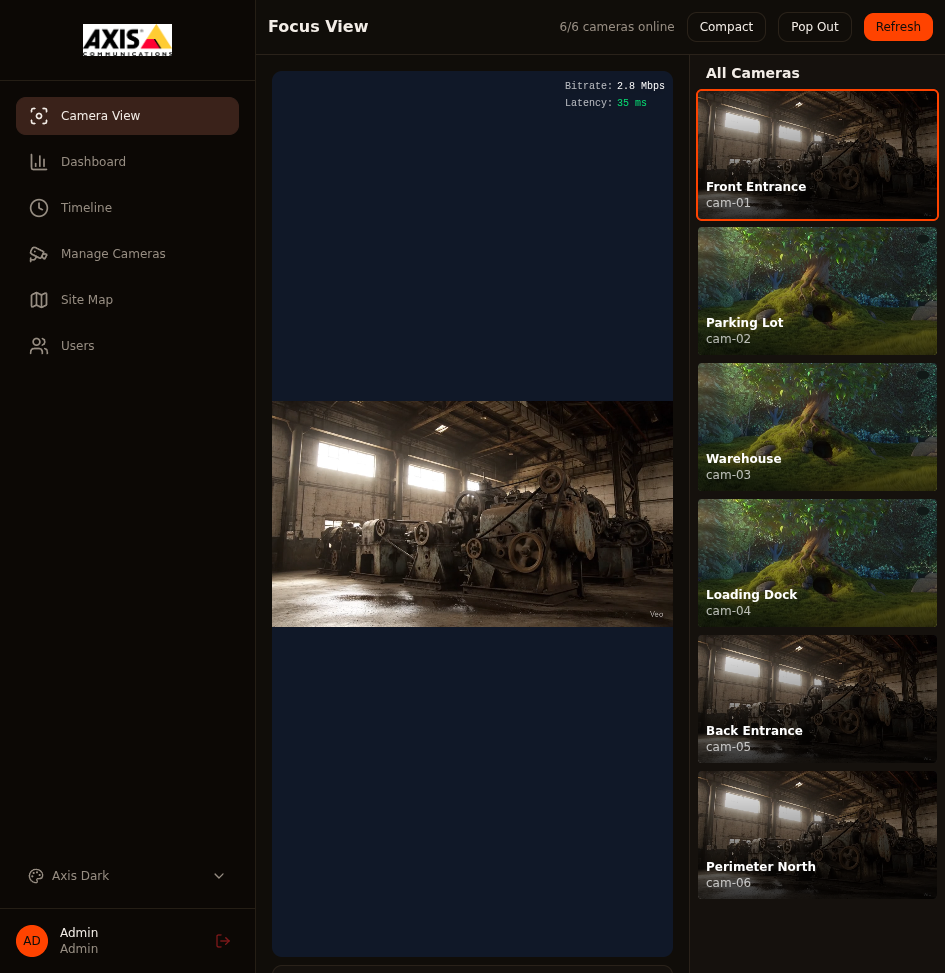 AXIS
COMMUNICATIONS
Camera View
Dashboard
Timeline
Manage Cameras
Site Map
Users
Axis Dark
AD
Admin
Admin
Focus View
6/6 cameras online
Compact
Pop Out
Refresh
Bitrate: 2.8 Mbps
Latency: 35 ms
Veo
All Cameras
Front Entrance
cam-01
Parking Lot
cam-02
Warehouse
cam-03
Loading Dock
cam-04
Back Entrance
cam-05
Perimeter North
cam-06